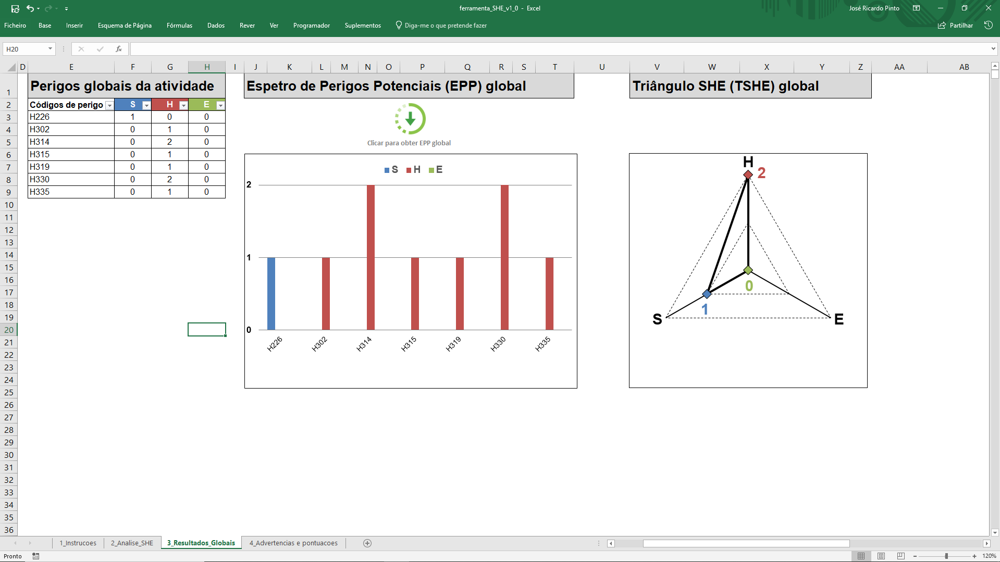 ferramenta_SHE_v1_0 - Excel
José Ricardo Pinto
Ficheiro Base Inserir Esquema de Página Fórmulas Dados Rever Ver Programador Suplementos Diga-me o que pretende fazer Partilhar
H20 fx
D E F G H I J K L M N O P Q R S T U V W X Y Z AA AB
1 Perigos globais da atividade Espetro de Perigos Potenciais (EPP) global Triângulo SHE (TSHE) global
2 Códigos de perigo S H E
3 H226 1 0 0
4 H302 0 1 0
5 H314 0 2 0
6 H315 0 1 0
7 H319 0 1 0
8 H330 0 2 0
9 H335 0 1 0
10
11
12
13
14
15
16
17
18
19
20
21
22
23
24
25
26
27
28
29
30
31
32
33
34
35
36
Clicar para obter EPP global
S H E
2
1
0
H226 H302 H314 H315 H319 H330 H335
H
2
0
1
S E
1_Instrucoes 2_Analise_SHE 3_Resultados_Globais 4_Advertencias e pontuacoes
Pronto 120%